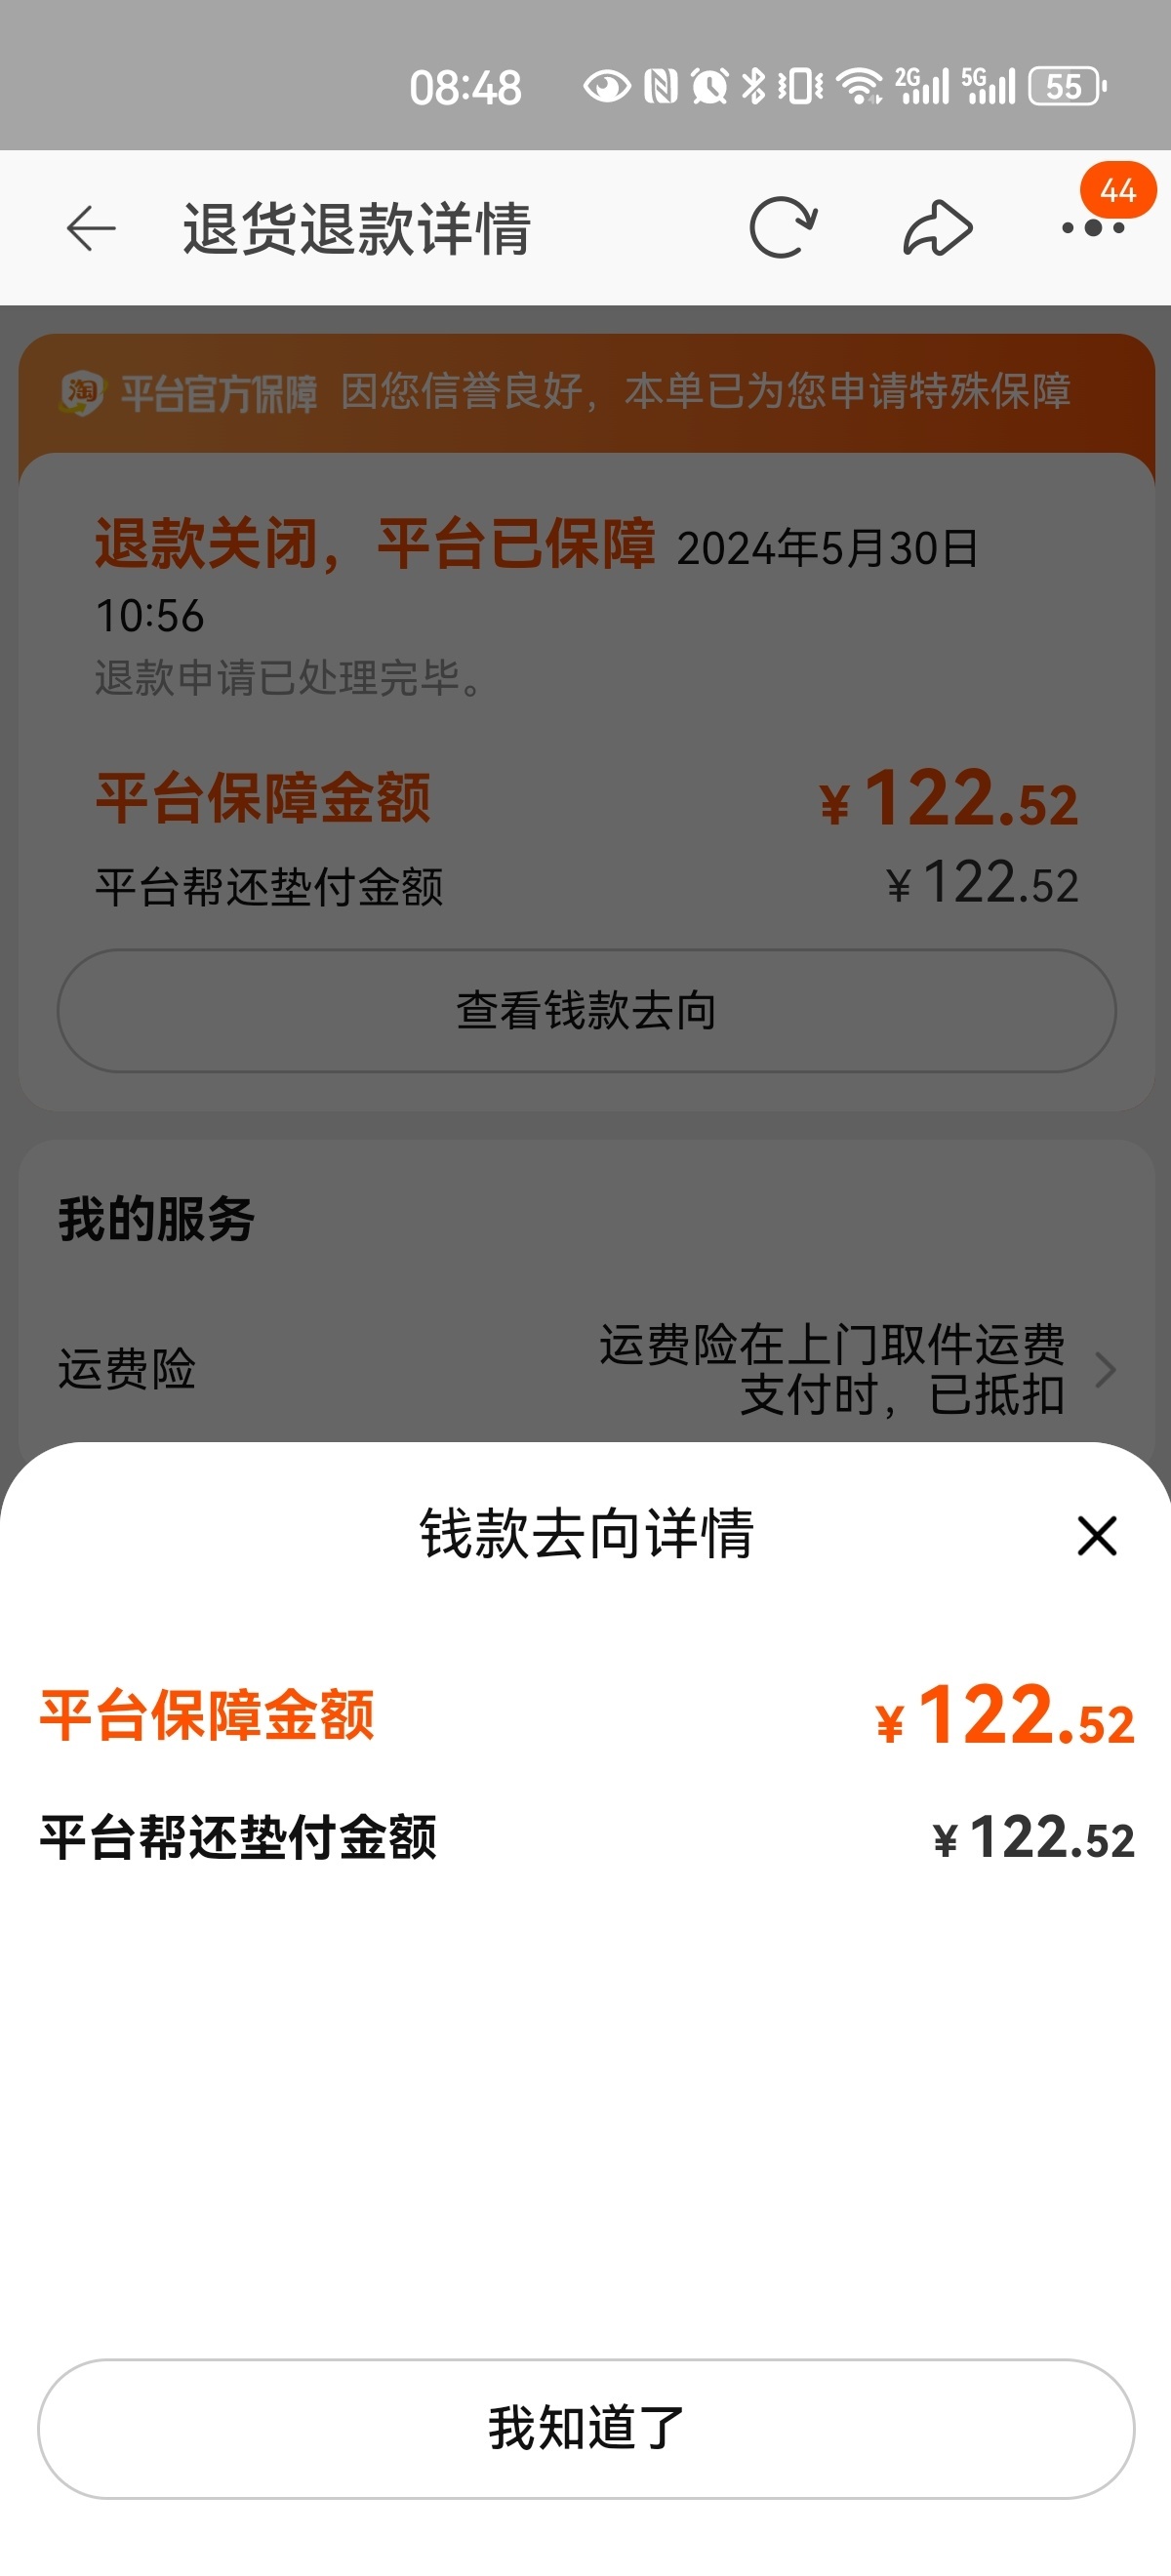 08:48 2G 5G 55
退货退款详情
44
淘 平台官方保障 因您信誉良好，本单已为您申请特殊保障
退款关闭，平台已保障 2024年5月30日
10:56
退款申请已处理完毕。
平台保障金额 ¥122.52
平台帮还垫付金额 ¥122.52
查看钱款去向
我的服务
运费险 运费险在上门取件运费
支付时，已抵扣
钱款去向详情
平台保障金额 ¥122.52
平台帮还垫付金额 ¥122.52
我知道了